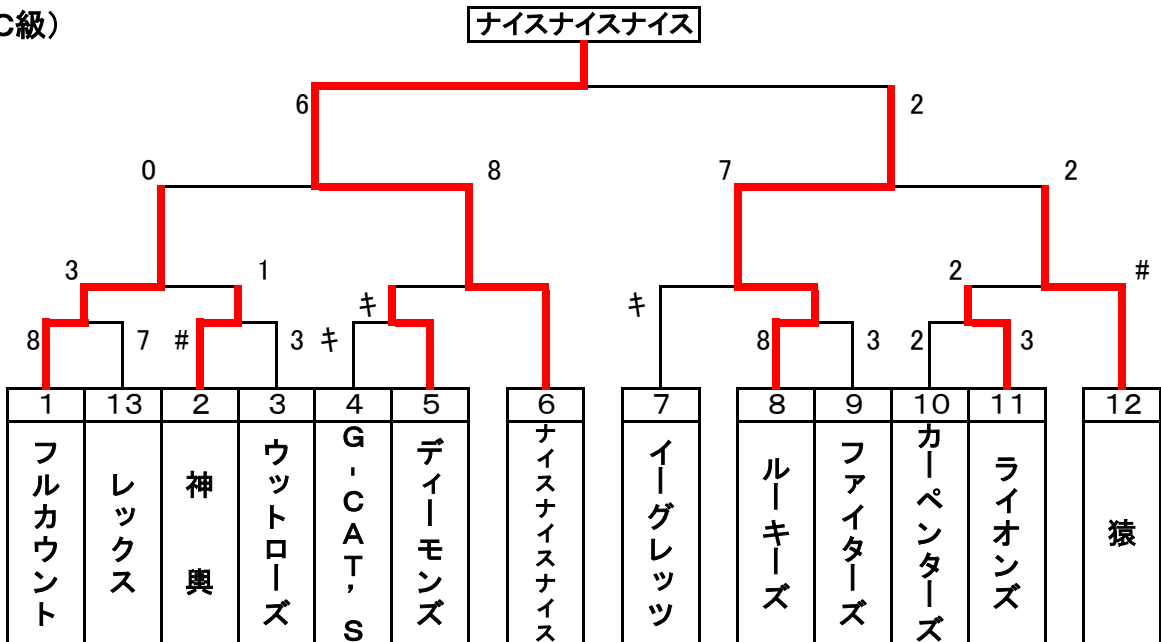 C級）
ナイスナイスナイス
6
2
0
8
7
2
3
1
キ
キ
2
#
8
7
#
3
キ
8
3
2
3
1
13
2
3
4
5
6
7
8
9
10
11
12
フルカウント
レックス
神輿
ウットローズ
G-CAT'S
ディーモンズ
ナイスナイスナイス
イーグレッツ
ルーキーズ
ファイターズ
カーペンターズ
ライオンズ
猿